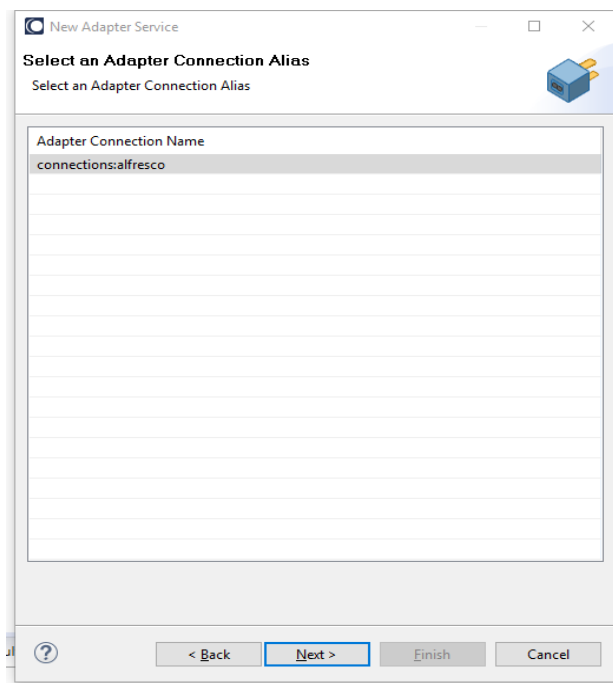 New Adapter Service
Select an Adapter Connection Alias
Select an Adapter Connection Alias
Adapter Connection Name
connections:alfresco
< Back Next > Finish Cancel